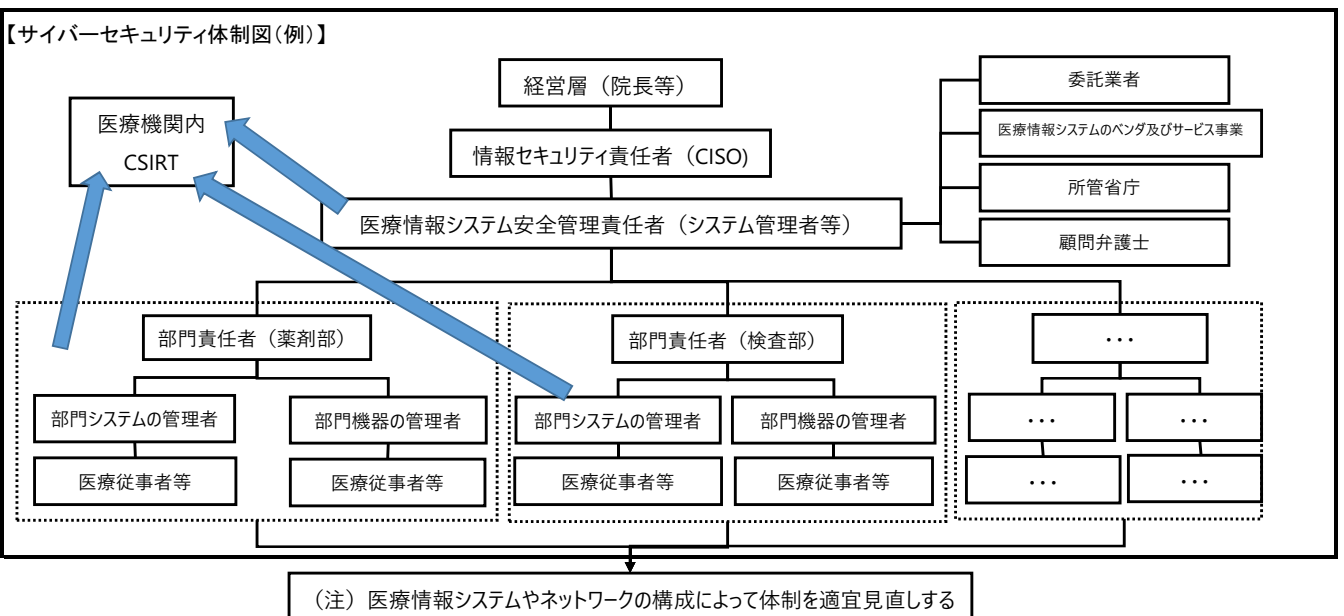 【サイバーセキュリティ体制図（例）】
経営層（院長等）
医療機関内
CSIRT
情報セキュリティ責任者（CISO)
医療情報システム安全管理責任者（システム管理者等）
委託業者
医療情報システムのベンダ及びサービス事業
所管省庁
顧問弁護士
部門責任者（薬剤部）
部門システムの管理者
部門機器の管理者
医療従事者等
医療従事者等
部門責任者（検査部）
部門システムの管理者
部門機器の管理者
医療従事者等
医療従事者等
・・・
・・・
・・・
・・・
・・・
（注）医療情報システムやネットワークの構成によって体制を適宜見直しする